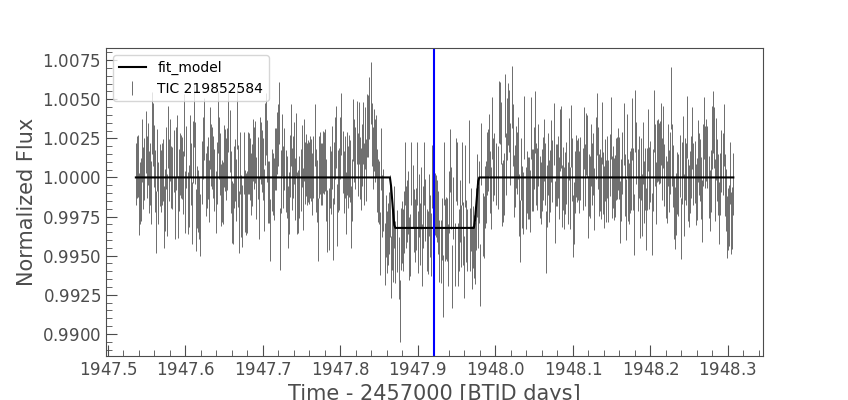 fit_model
TIC 219852584
1.0075
1.0050
1.0025
1.0000
0.9975
0.9950
0.9925
0.9900
Normalized Flux
1947.5 1947.6 1947.7 1947.8 1947.9 1948.0 1948.1 1948.2 1948.3
Time - 2457000 [BTJD days]